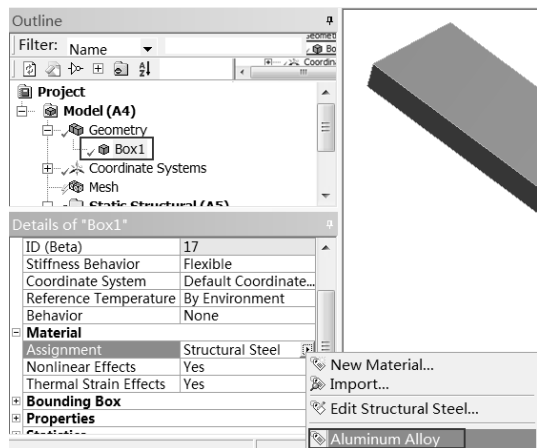 Outline
Filter: Name
Project
Model (A4)
Geometry
Box1
Coordinate Systems
Mesh
Static Structural (A5)
Details of "Box1"
ID (Beta) 17
Stiffness Behavior Flexible
Coordinate System Default Coordinate...
Reference Temperature By Environment
Behavior None
Material
Assignment Structural Steel
Nonlinear Effects Yes
Thermal Strain Effects Yes
Bounding Box
Properties
Statistics
New Material...
Import...
Edit Structural Steel...
Aluminum Alloy